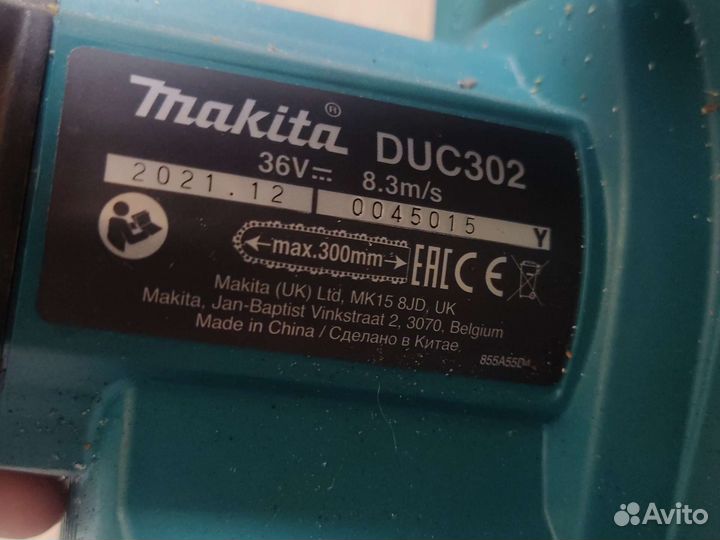 makita® DUC302
36V 8.3m/s
2021.12 0045015 Y
max.300mm EAC CE
Makita (UK) Ltd, MK15 8JD, UK
Makita, Jan-Baptist Vinkstraat 2, 3070, Belgium
Made in China / Сделано в Китае
Avito